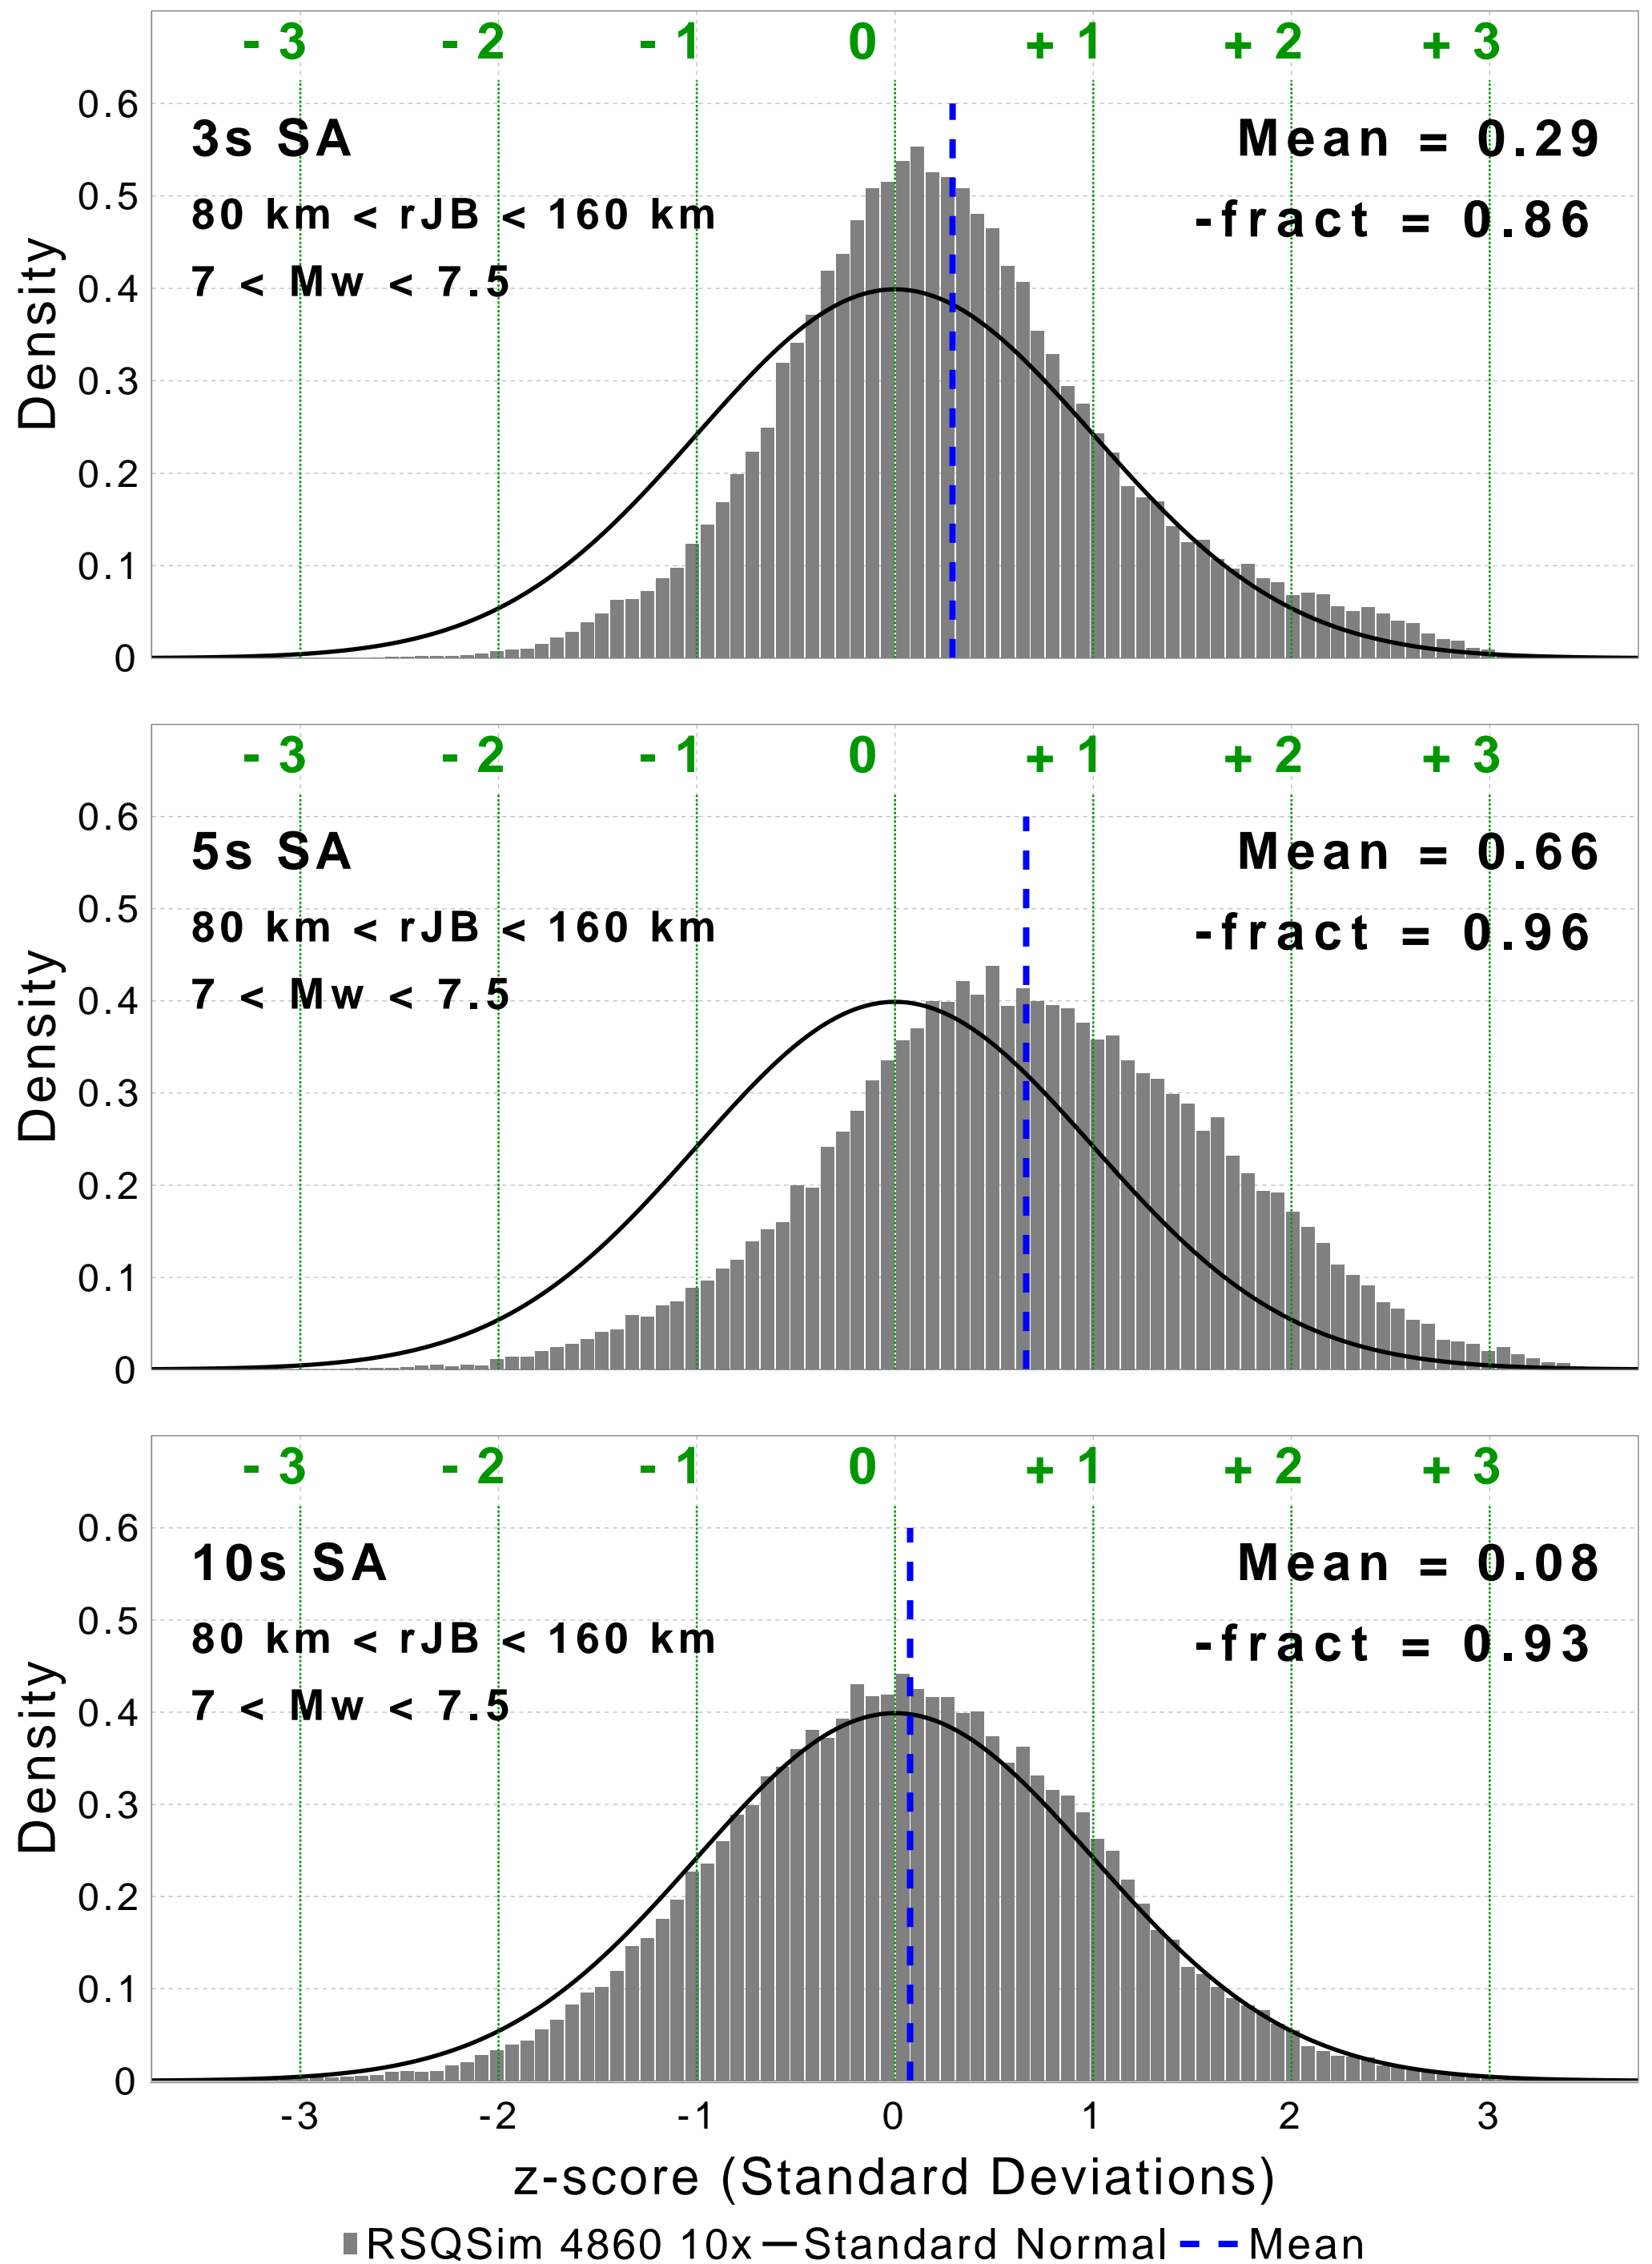 - 3 - 2 - 1 0 + 1 + 2 + 3
0.6
3s SA Mean = 0.29
0.5
80 km < rJB < 160 km -fract = 0.86
7 < Mw < 7.5
0.4
0.3
0.2
0.1
0
Density
- 3 - 2 - 1 0 + 1 + 2 + 3
0.6
5s SA Mean = 0.66
0.5
80 km < rJB < 160 km -fract = 0.96
7 < Mw < 7.5
0.4
0.3
0.2
0.1
0
Density
- 3 - 2 - 1 0 + 1 + 2 + 3
0.6
10s SA Mean = 0.08
0.5
80 km < rJB < 160 km -fract = 0.93
7 < Mw < 7.5
0.4
0.3
0.2
0.1
0
Density
-3 -2 -1 0 1 2 3
z-score (Standard Deviations)
RSQSim 4860 10x Standard Normal Mean